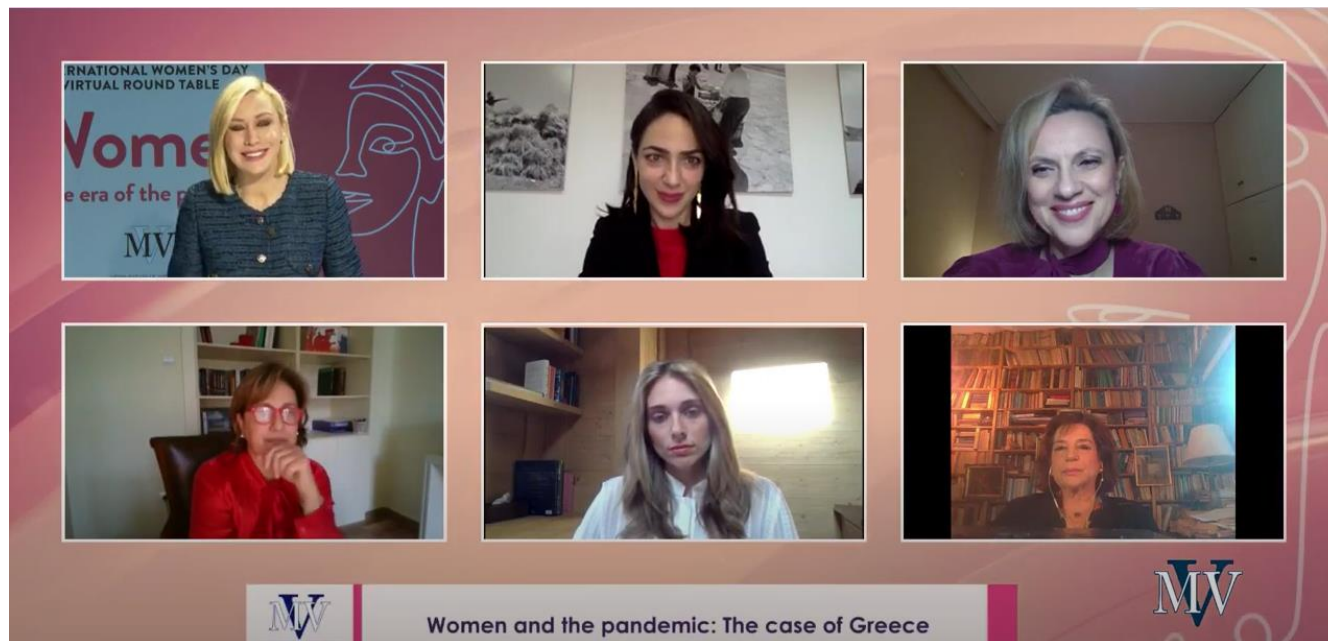 ERNATIONAL WOMEN'S DAY
VIRTUAL ROUND TABLE
Wome
e era of the p
MV
MV
Women and the pandemic: The case of Greece
MV